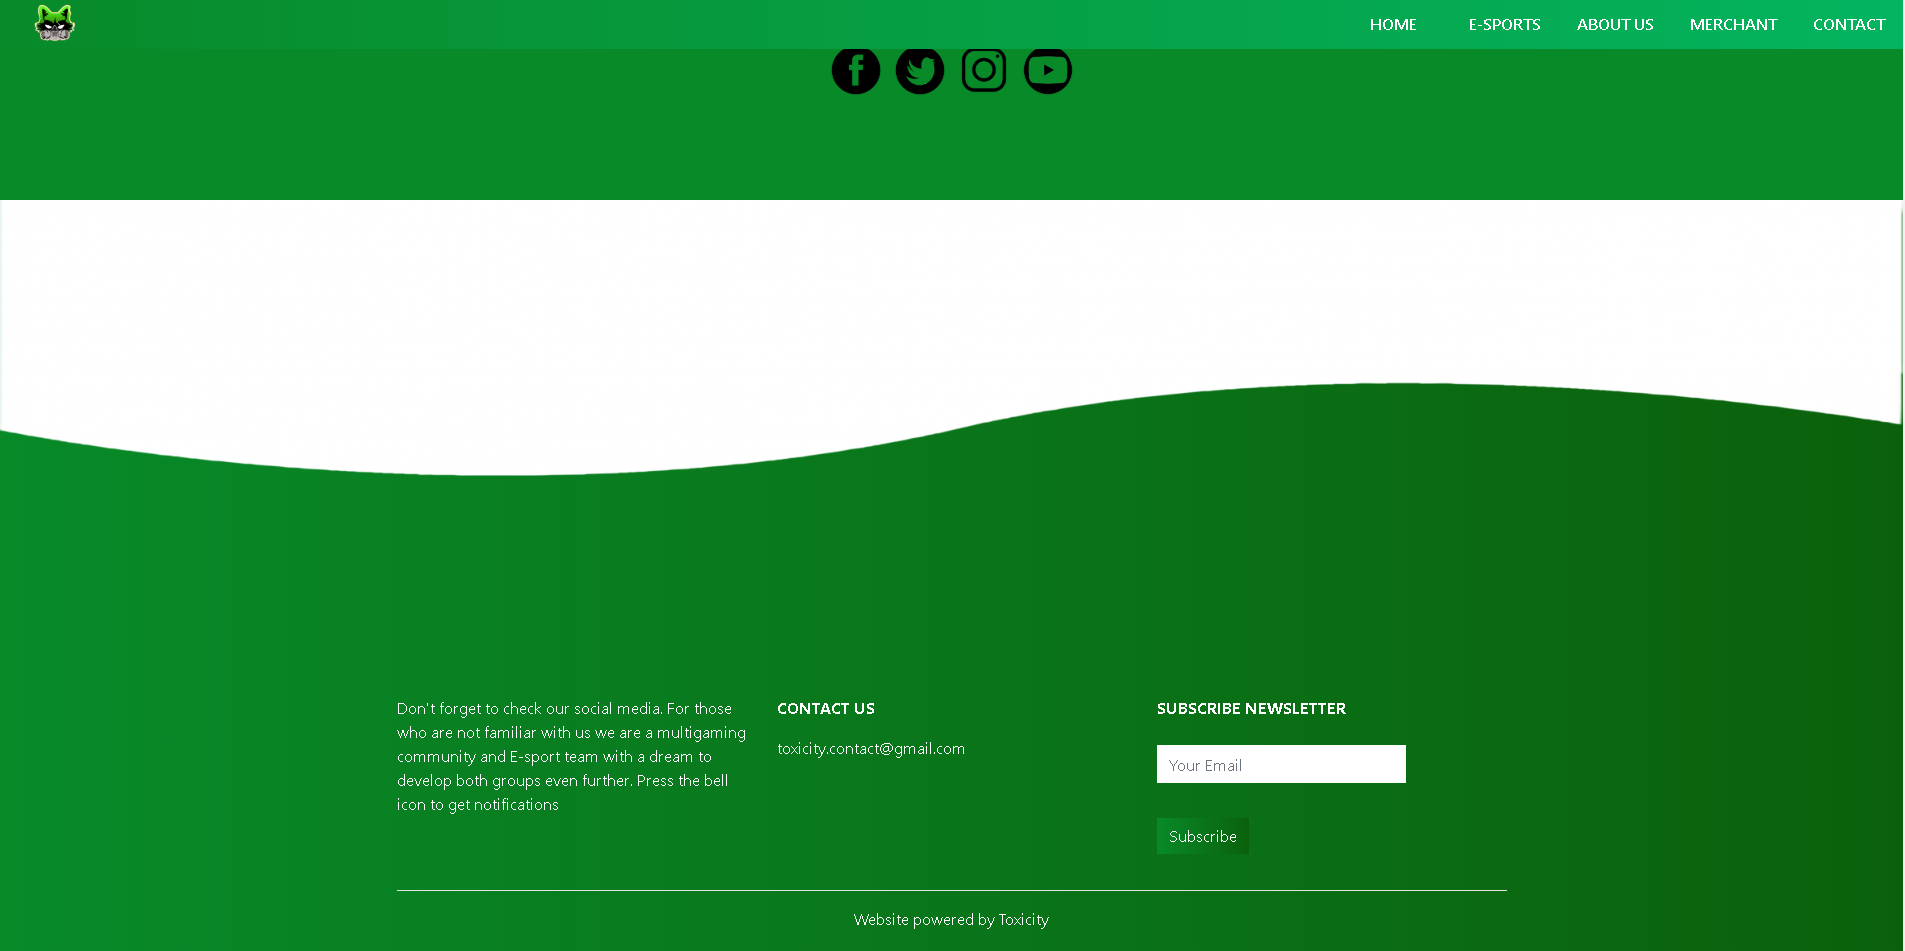 HOME E-SPORTS ABOUT US MERCHANT CONTACT
Don't forget to check our social media. For those
who are not familiar with us we are a multigaming
community and E-sport team with a dream to
develop both groups even further. Press the bell
icon to get notifications
CONTACT US
toxicity.contact@gmail.com
SUBSCRIBE NEWSLETTER
Your Email
Subscribe
Website powered by Toxicity